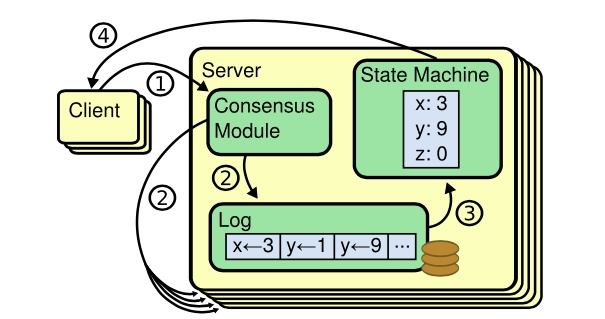 ④
Client
①
Server
Consensus
Module
State Machine
x: 3
y: 9
z: 0
②
②
Log
x←3 y←1 y←9 ...
③